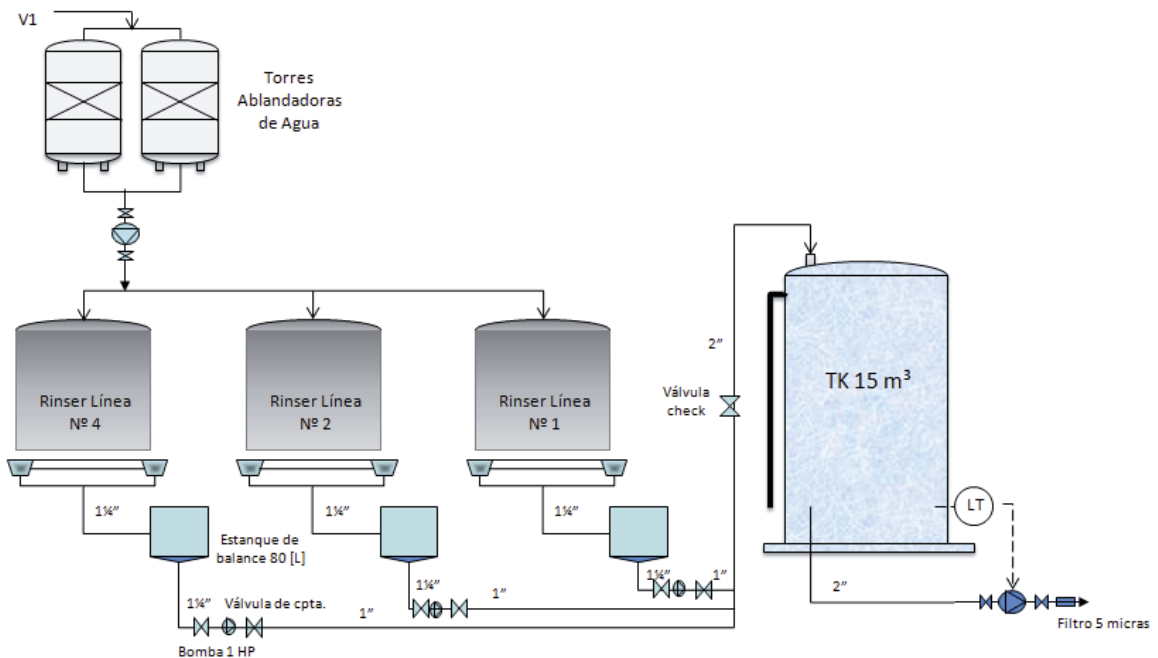 V1
Torres
Ablandadoras
de Agua
Rinser Línea
Nº 4
Rinser Línea
Nº 2
Rinser Línea
Nº 1
2”
Válvula
check
TK 15 m³
LT
1¼”
1¼”
1¼”
Estanque de
balance 80 [L]
1¼”
1”
1¼”
1”
1¼”
Válvula de cpta.
1”
Bomba 1 HP
2”
Filtro 5 micras